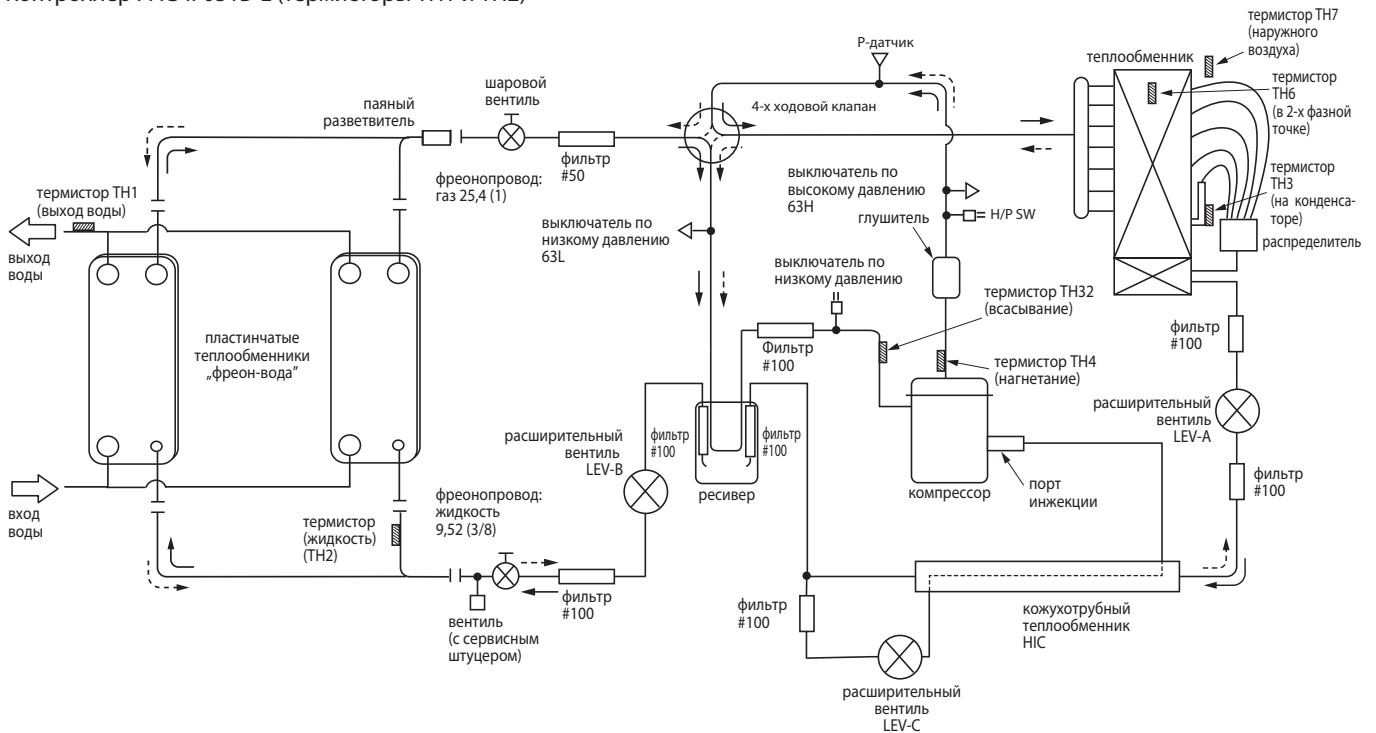 термистор TH7
(наружного
воздуха)
P-датчик
теплообменник
термистор
TH6
(в 2-х фазной
точке)
шаровой
вентиль
паяный
разветвитель
4-х ходовой клапан
фильтр
#50
фреонопровод:
газ 25,4 (1)
выключатель по
высокому давлению
63H
термистор
TH3
(на конденса-
торе)
термистор TH1
(выход воды)
выключатель по
низкому давлению
63L
глушитель
H/P SW
распределитель
выход
воды
выключатель по
низкому давлению
термистор TH32
(всасывание)
пластинчатые
теплообменники
„фреон-вода”
Фильтр
#100
термистор TH4
(нагнетание)
фильтр
#100
расширительный
вентиль
LEV-B
фильтр
#100
фильтр
#100
расширительный
вентиль
LEV-A
ресивер
компрессор
порт
инжекции
фильтр
#100
вход
воды
термистор
(жидкость)
(TH2)
фреонопровод:
жидкость
9,52 (3/8)
фильтр
#100
вентиль
(с сервисным
штуцером)
фильтр
#100
кожухотрубный
теплообменник
HIC
расширительный
вентиль
LEV-C